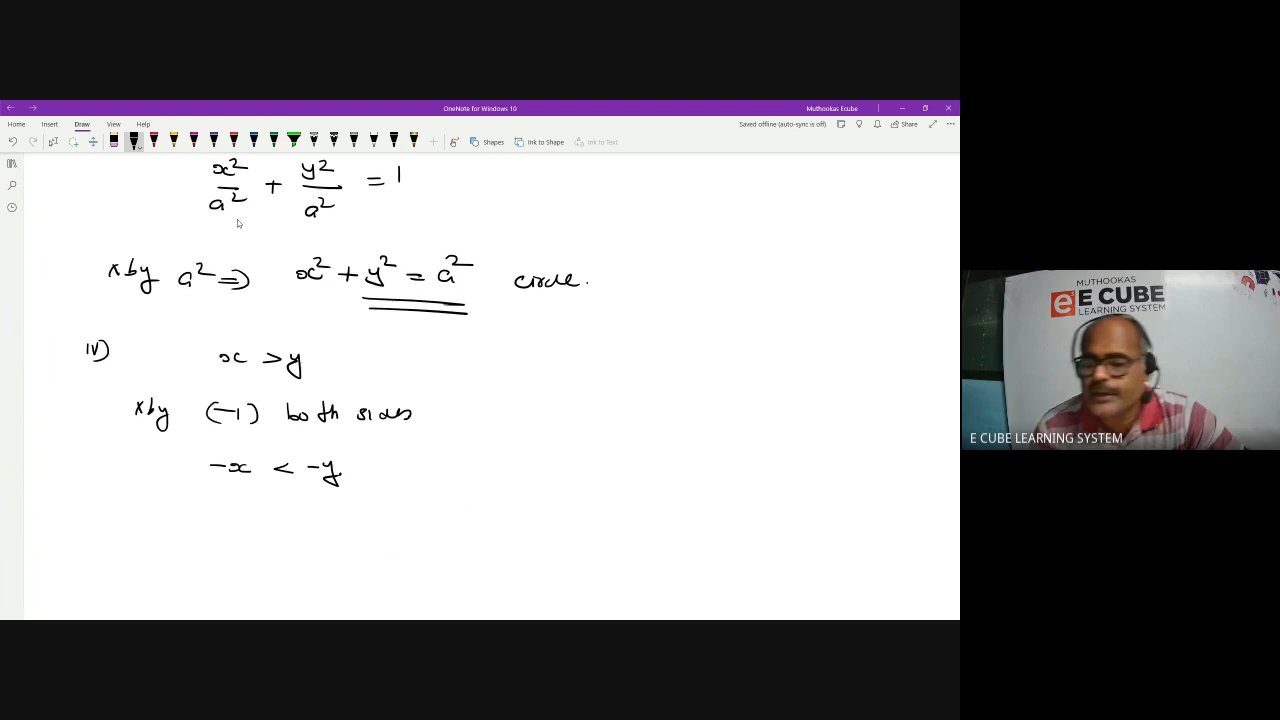 OneNote for Windows 10
Muthookas Ecube
Home Insert Draw View Help
Saved offline (auto-sync is off)
Share
Shapes
Ink to Shape
Ink to Text
x²/a² + y²/a² = 1
× by a² ⇒ x² + y² = a² circle.
iv) x > y
× by (-1) both sides
-x < -y
MUTHOOKAS
e³ E CUBE
LEARNING SYSTEM
E CUBE LEARNING SYSTEM